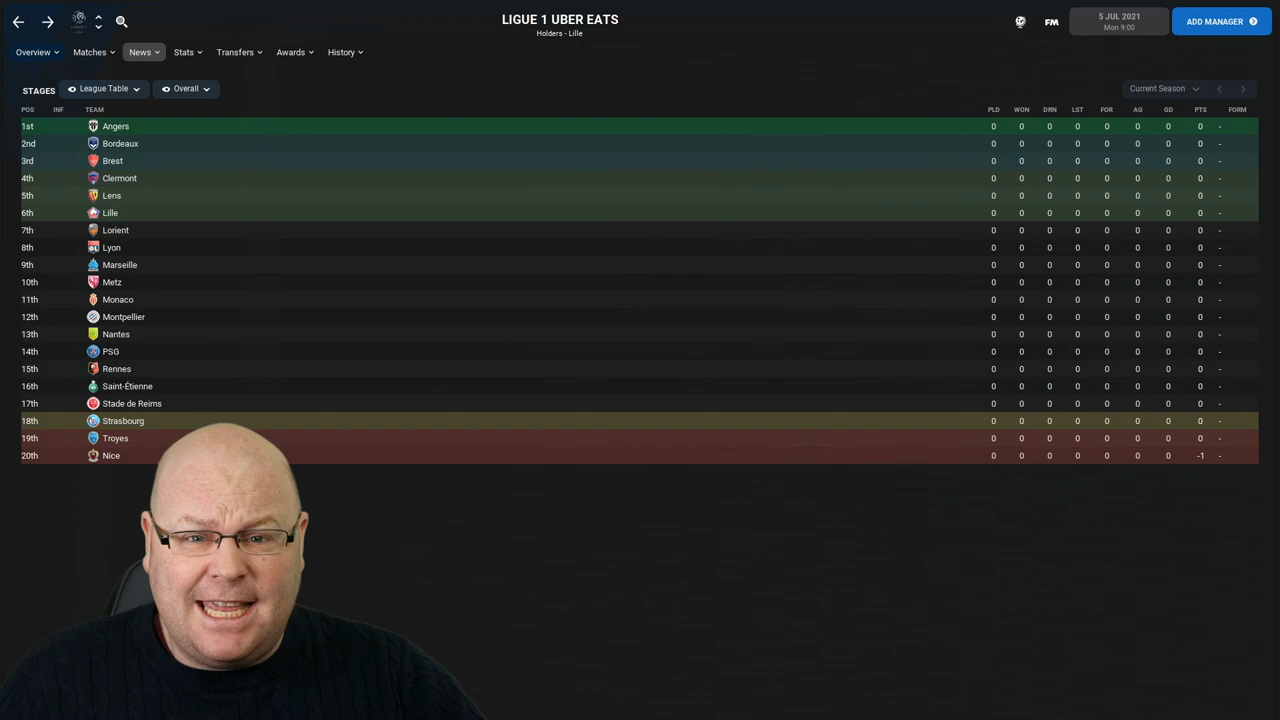 LIGUE 1 UBER EATS
Holders - Lille
FM
5 JUL 2021
Mon 9:00
ADD MANAGER
Overview Matches News Stats Transfers Awards History
STAGES League Table Overall Current Season
POS INF TEAM PLD WON DRN LST FOR AG GD PTS FORM
1st Angers 0 0 0 0 0 0 0 0 -
2nd Bordeaux 0 0 0 0 0 0 0 0 -
3rd Brest 0 0 0 0 0 0 0 0 -
4th Clermont 0 0 0 0 0 0 0 0 -
5th Lens 0 0 0 0 0 0 0 0 -
6th Lille 0 0 0 0 0 0 0 0 -
7th Lorient 0 0 0 0 0 0 0 0 -
8th Lyon 0 0 0 0 0 0 0 0 -
9th Marseille 0 0 0 0 0 0 0 0 -
10th Metz 0 0 0 0 0 0 0 0 -
11th Monaco 0 0 0 0 0 0 0 0 -
12th Montpellier 0 0 0 0 0 0 0 0 -
13th Nantes 0 0 0 0 0 0 0 0 -
14th PSG 0 0 0 0 0 0 0 0 -
15th Rennes 0 0 0 0 0 0 0 0 -
16th Saint-Étienne 0 0 0 0 0 0 0 0 -
17th Stade de Reims 0 0 0 0 0 0 0 0 -
18th Strasbourg 0 0 0 0 0 0 0 0 -
19th Troyes 0 0 0 0 0 0 0 0 -
20th Nice 0 0 0 0 0 0 0 -1 -